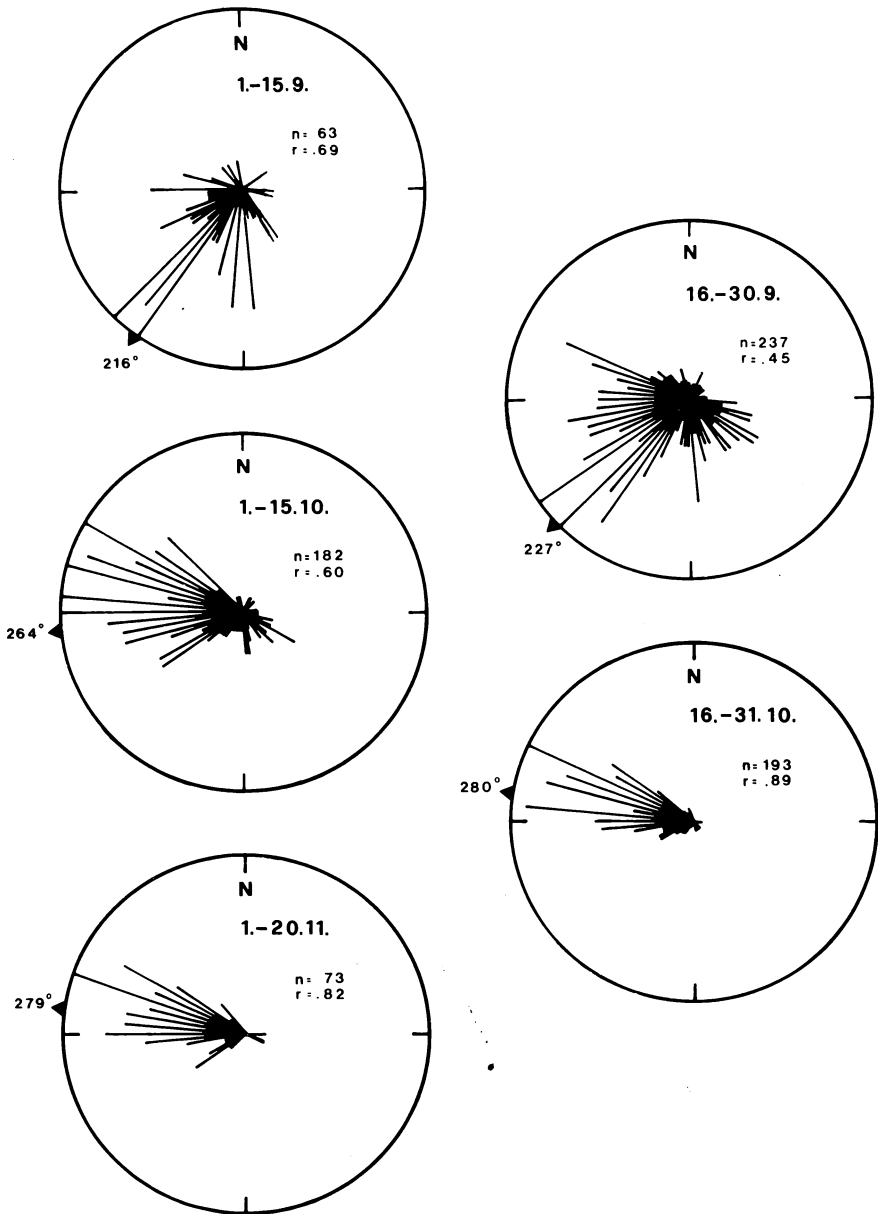 N
1.-15.9.
n= 63
r=.69
216°
N
16.-30.9.
n=237
r=.45
227°
N
1.-15.10.
n=182
r=.60
264°
N
16.-31.10.
n=193
r=.89
280°
N
1.-20.11.
n= 73
r=.82
279°